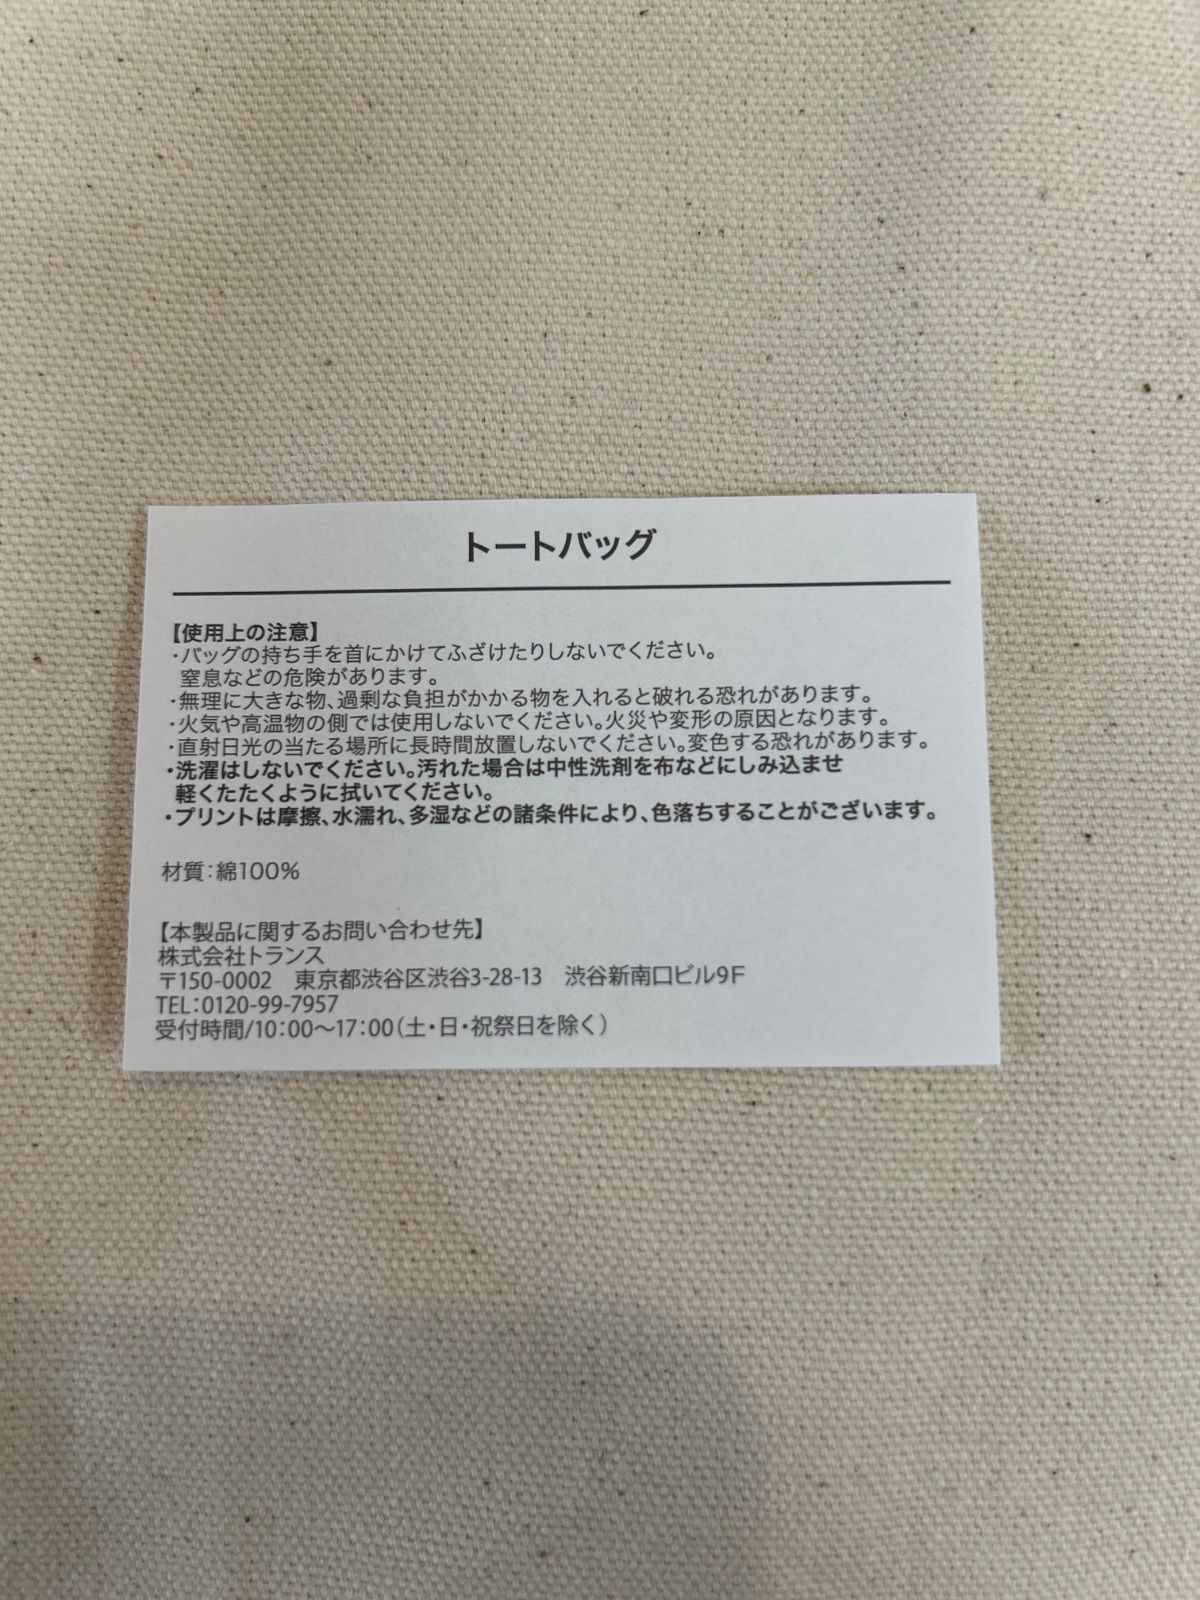 トートバッグ
【使用上の注意】
・バッグの持ち手を首にかけてふざけたりしないでください。
窒息などの危険があります。
・無理に大きな物、過剰な負担がかかる物を入れると破れる恐れがあります。
・火気や高温物の側では使用しないでください。火災や変形の原因となります。
・直射日光の当たる場所に長時間放置しないでください。変色する恐れがあります。
・洗濯はしないでください。汚れた場合は中性洗剤を布などにしみ込ませ
軽くたたくように拭いてください。
・プリントは摩擦、水濡れ、多湿などの諸条件により、色落ちすることがございます。
材質：綿100%
【本製品に関するお問い合わせ先】
株式会社トランス
〒150-0002　東京都渋谷区渋谷3-28-13　渋谷新南口ビル9F
TEL：0120-99-7957
受付時間/10：00～17：00（土・日・祝祭日を除く）